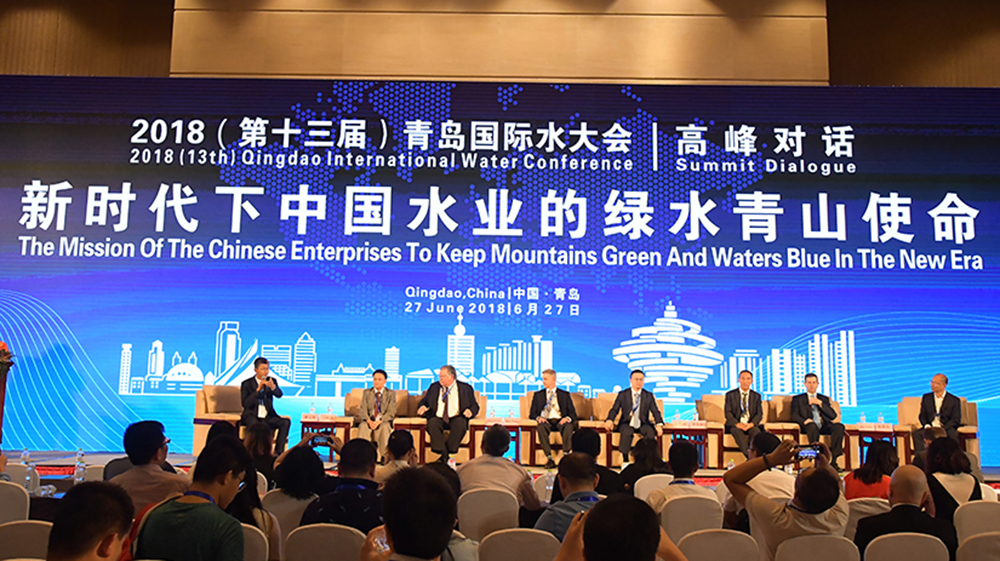 2018（第十三届）青岛国际水大会
2018 (13th) Qingdao International Water Conference
高峰对话
Summit Dialogue
新时代下中国水业的绿水青山使命
The Mission Of The Chinese Enterprises To Keep Mountains Green And Waters Blue In The New Era
Qingdao,China|中国·青岛
27 June 2018|6月27日